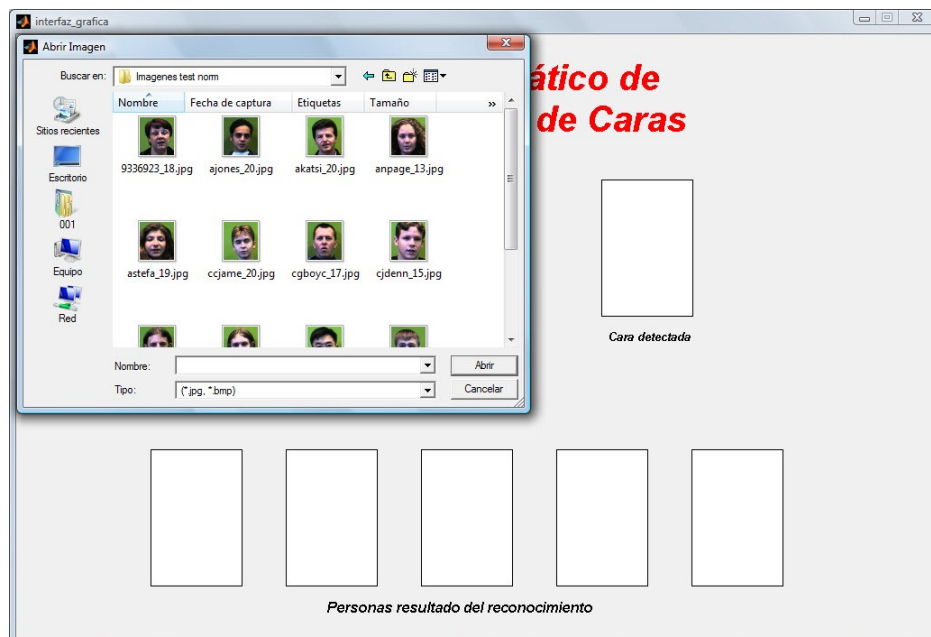 interfaz_grafica
Abrir Imagen
Buscar en:
Imagenes test norm
Nombre
Fecha de captura
Etiquetas
Tamaño
»
Sitios recientes
Escritorio
001
Equipo
Red
9336923_18.jpg
ajones_20.jpg
akatsi_20.jpg
anpage_13.jpg
astefa_19.jpg
ccjame_20.jpg
cgboyc_17.jpg
cjdenn_15.jpg
Nombre:
Abrir
Tipo:
(*.jpg, *.bmp)
Cancelar
ático de
de Caras
Cara detectada
Personas resultado del reconocimiento